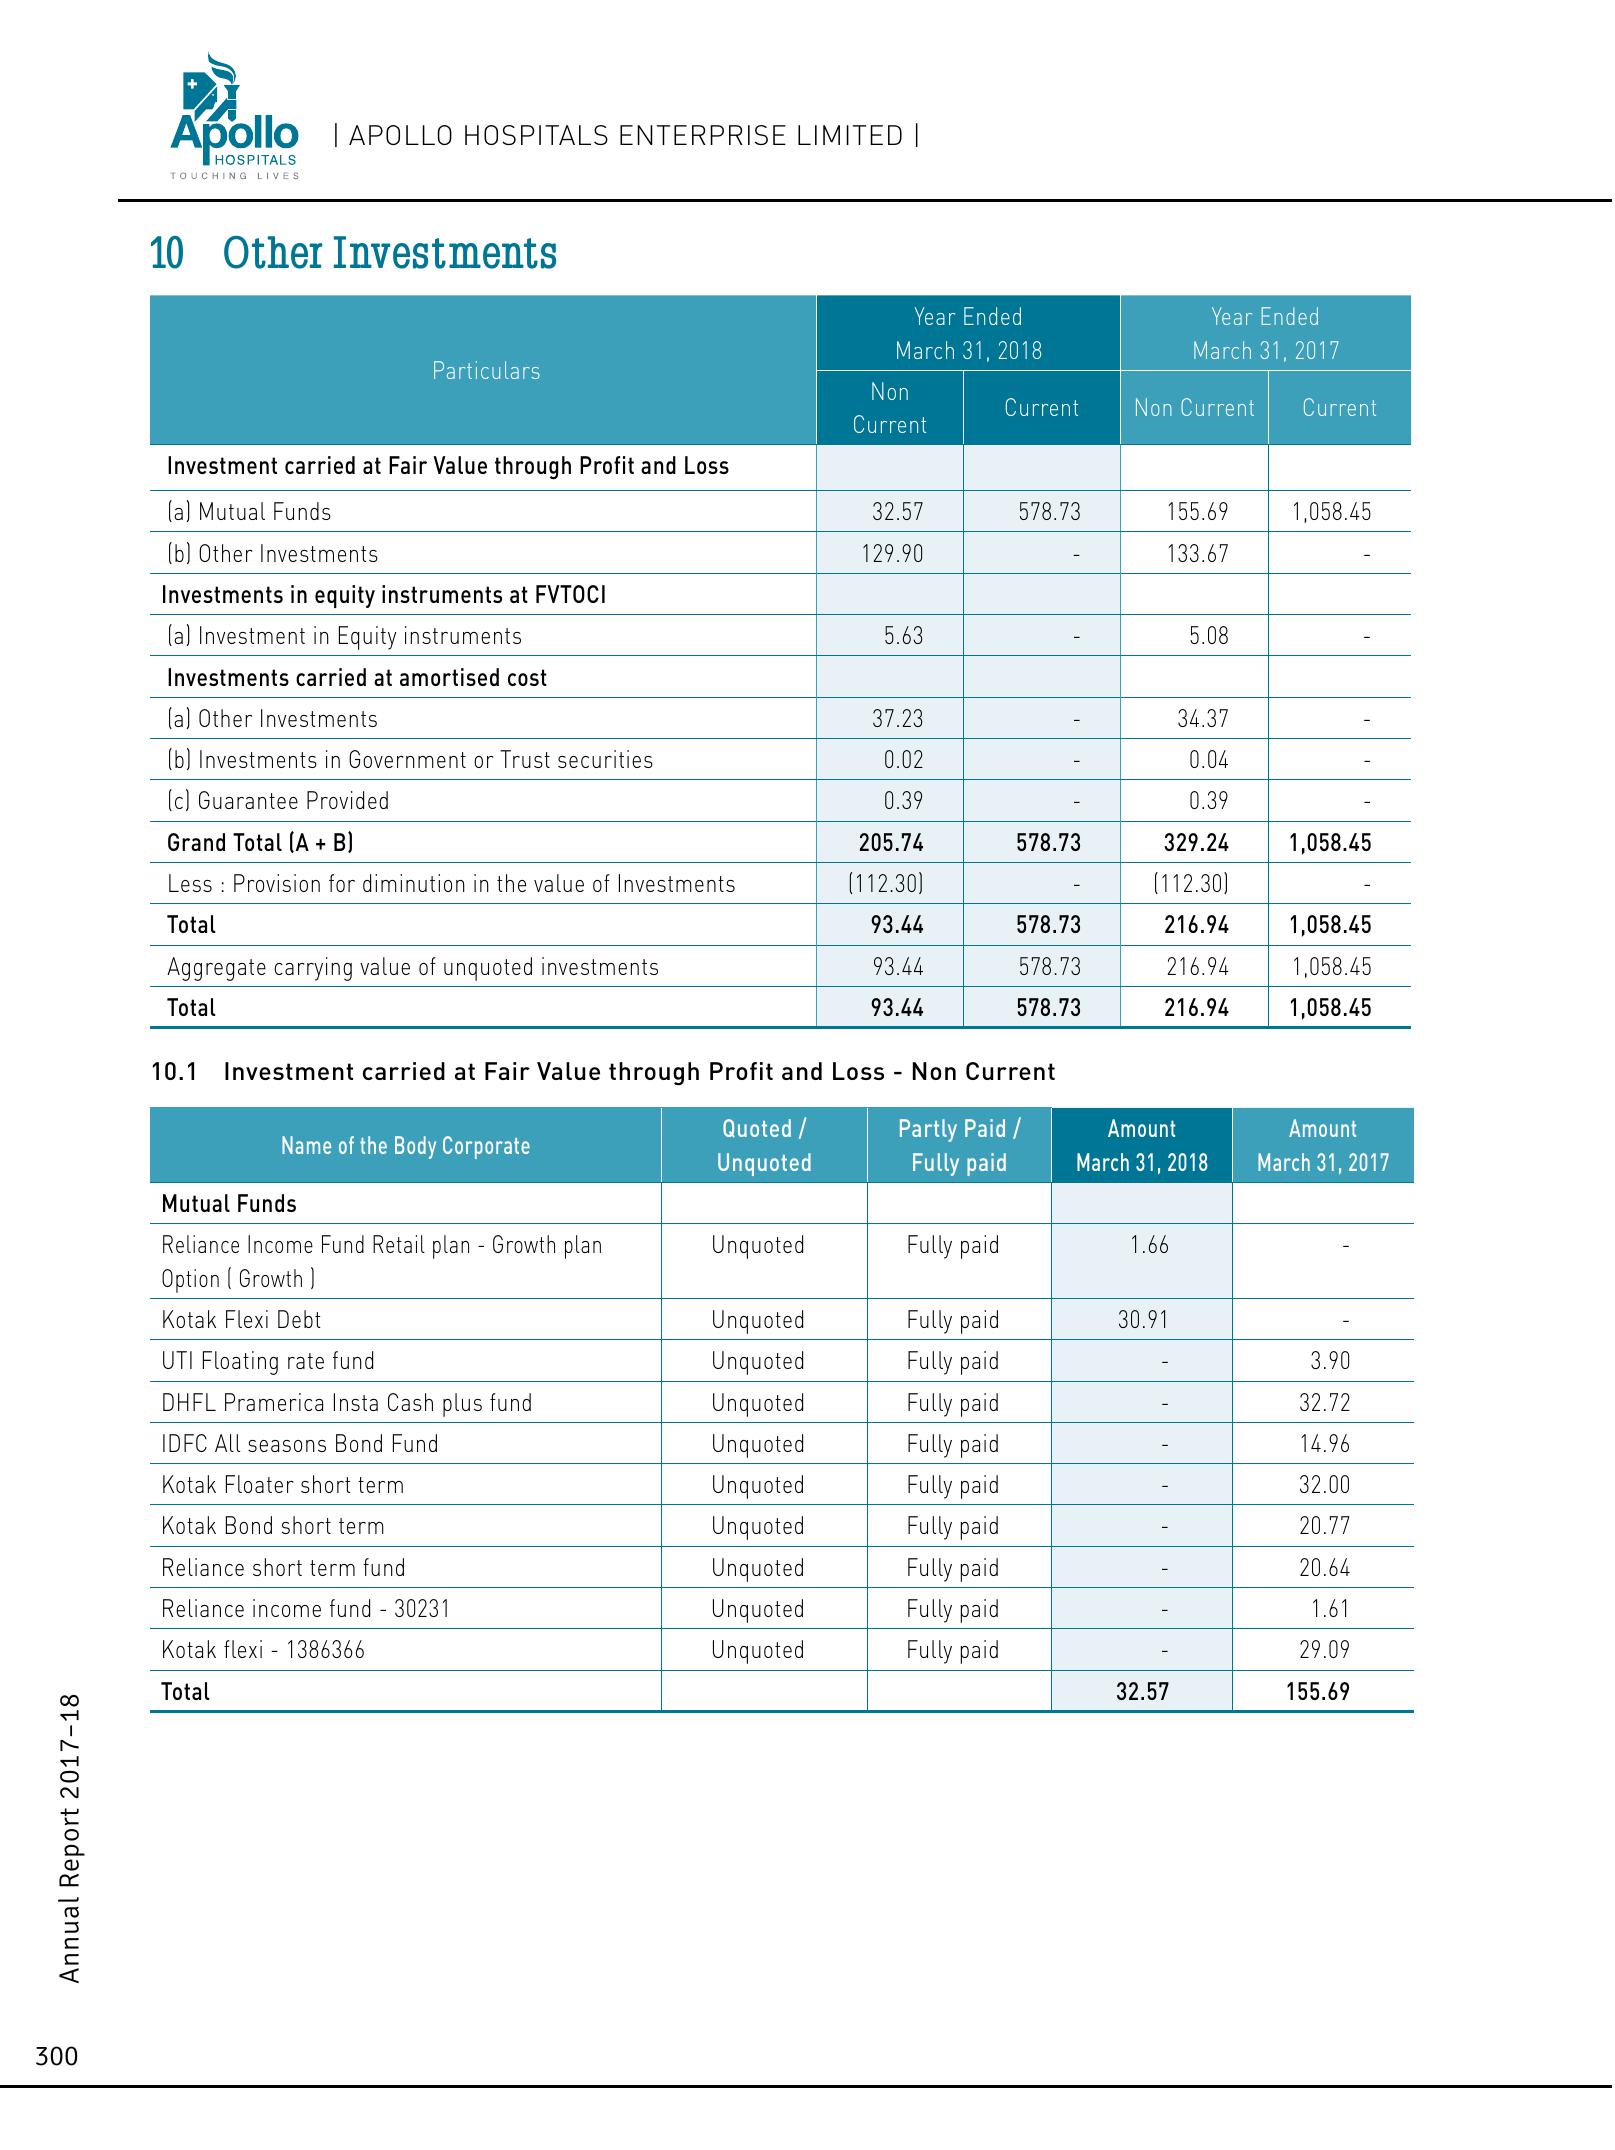 Apollo
HOSPITALS
TOUCHING LIVES
| APOLLO HOSPITALS ENTERPRISE LIMITED |
10 Other Investments
Particulars
Year Ended March 31, 2018
Year Ended March 31, 2017
Non Current
Current
Non Current
Current
Investment carried at Fair Value through Profit and Loss
(a) Mutual Funds 32.57 578.73 155.69 1,058.45
(b) Other Investments 129.90 - 133.67 -
Investments in equity instruments at FVTOCI
(a) Investment in Equity instruments 5.63 - 5.08 -
Investments carried at amortised cost
(a) Other Investments 37.23 - 34.37 -
(b) Investments in Government or Trust securities 0.02 - 0.04 -
(c) Guarantee Provided 0.39 - 0.39 -
Grand Total (A + B) 205.74 578.73 329.24 1,058.45
Less : Provision for diminution in the value of Investments (112.30) - (112.30) -
Total 93.44 578.73 216.94 1,058.45
Aggregate carrying value of unquoted investments 93.44 578.73 216.94 1,058.45
Total 93.44 578.73 216.94 1,058.45
10.1 Investment carried at Fair Value through Profit and Loss - Non Current
Name of the Body Corporate
Quoted / Unquoted
Partly Paid / Fully paid
Amount March 31, 2018
Amount March 31, 2017
Mutual Funds
Reliance Income Fund Retail plan - Growth plan Unquoted Fully paid 1.66 -
Option ( Growth )
Kotak Flexi Debt Unquoted Fully paid 30.91 -
UTI Floating rate fund Unquoted Fully paid - 3.90
DHFL Pramerica Insta Cash plus fund Unquoted Fully paid - 32.72
IDFC All seasons Bond Fund Unquoted Fully paid - 14.96
Kotak Floater short term Unquoted Fully paid - 32.00
Kotak Bond short term Unquoted Fully paid - 20.77
Reliance short term fund Unquoted Fully paid - 20.64
Reliance income fund - 30231 Unquoted Fully paid - 1.61
Kotak flexi - 1386366 Unquoted Fully paid - 29.09
Total 32.57 155.69
Annual Report 2017-18
300